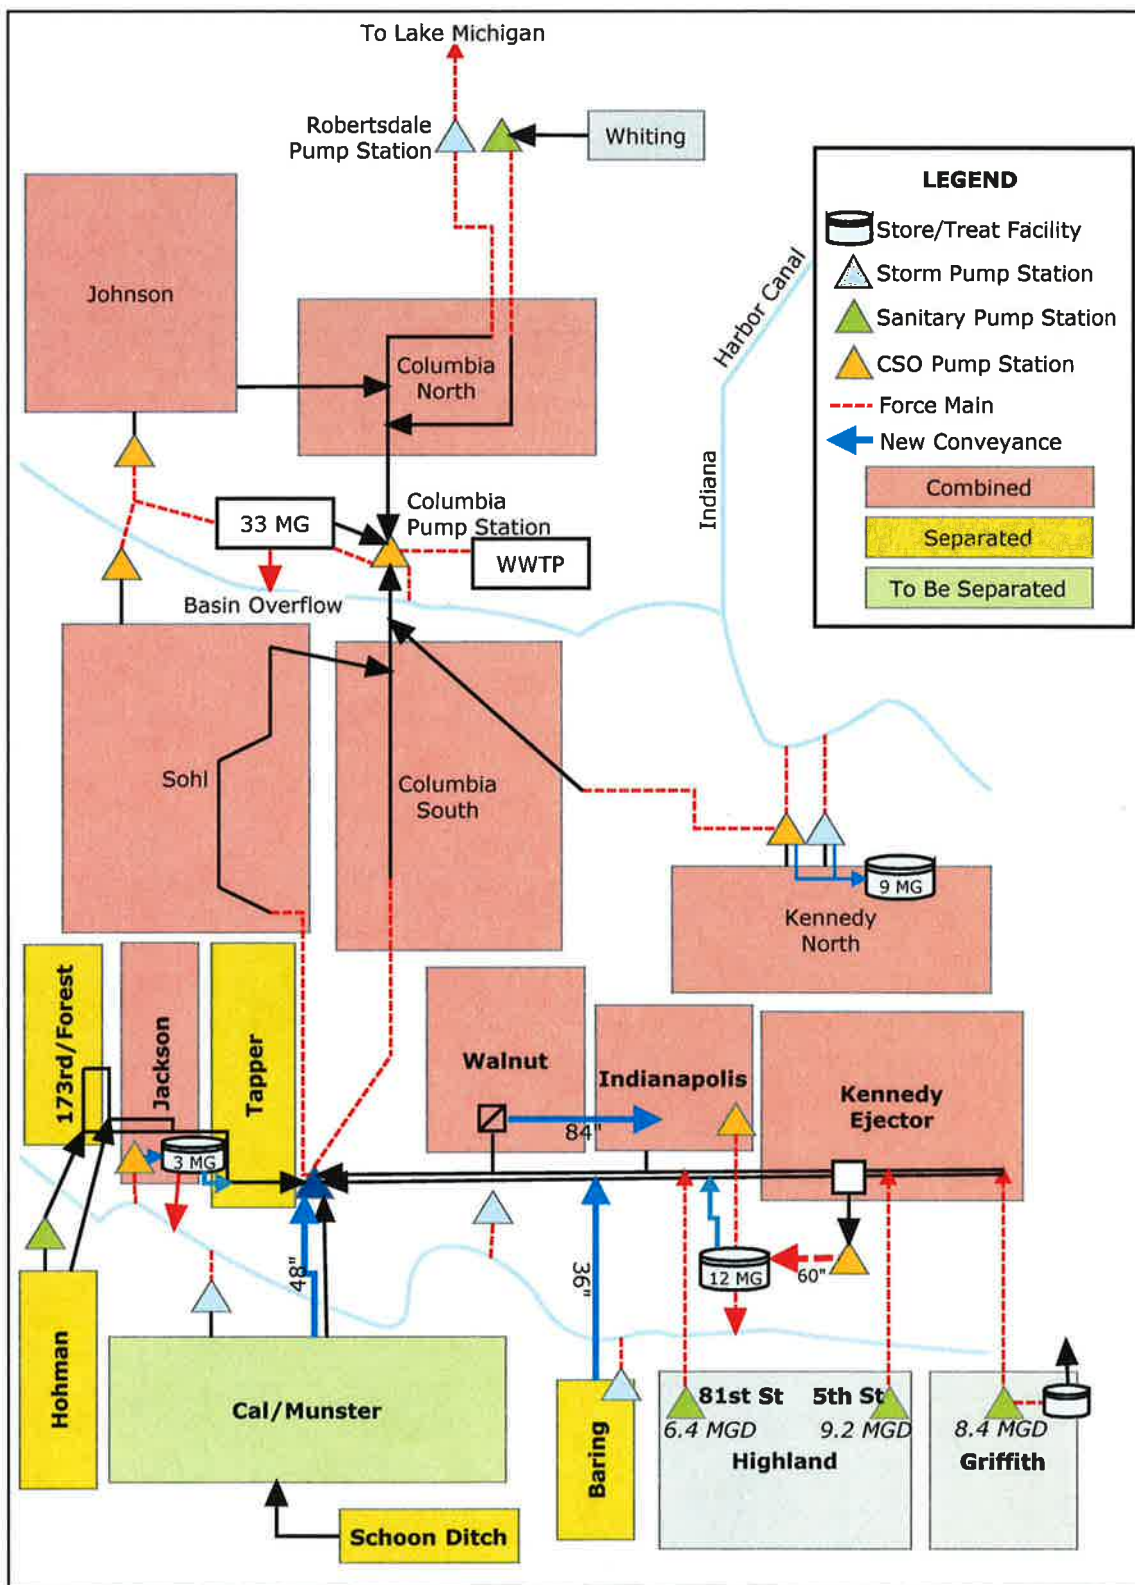 To Lake Michigan
Robertsdale
Pump Station
Whiting
LEGEND
Store/Treat Facility
Storm Pump Station
Sanitary Pump Station
CSO Pump Station
Force Main
New Conveyance
Combined
Separated
To Be Separated
Johnson
Columbia
North
Indiana
Harbor Canal
33 MG
Columbia
Pump Station
WWTP
Basin Overflow
Sohl
Columbia
South
9 MG
Kennedy
North
173rd/Forest
Jackson
Tapper
Walnut
Indianapolis
Kennedy
Ejector
84"
3 MG
48"
36"
12 MG
60"
Hohman
Cal/Munster
Baring
81st St
5th St
6.4 MGD
9.2 MGD
8.4 MGD
Highland
Griffith
Schoon Ditch